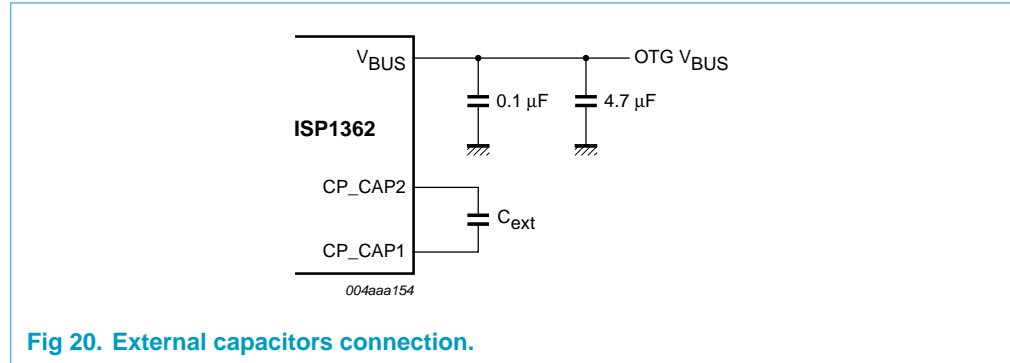 VBUS
OTG VBUS
0.1 μF
4.7 μF
ISP1362
CP_CAP2
Cext
CP_CAP1
004aaa154
Fig 20. External capacitors connection.